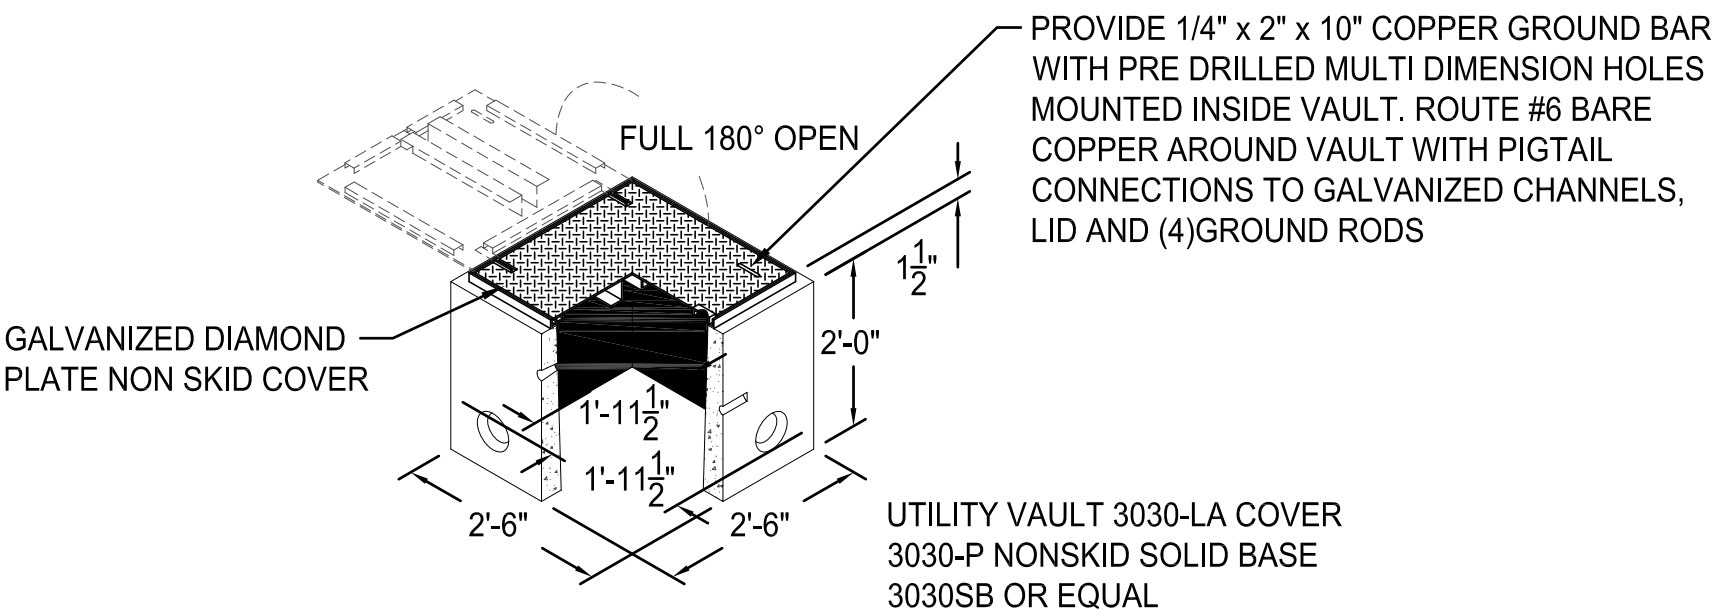 PROVIDE 1/4" x 2" x 10" COPPER GROUND BAR
WITH PRE DRILLED MULTI DIMENSION HOLES
MOUNTED INSIDE VAULT. ROUTE #6 BARE
COPPER AROUND VAULT WITH PIGTAIL
CONNECTIONS TO GALVANIZED CHANNELS,
LID AND (4)GROUND RODS
FULL 180° OPEN
1 1/2"
2'-0"
GALVANIZED DIAMOND
PLATE NON SKID COVER
1'-11 1/2"
1'-11 1/2"
2'-6"
2'-6"
UTILITY VAULT 3030-LA COVER
3030-P NONSKID SOLID BASE
3030SB OR EQUAL